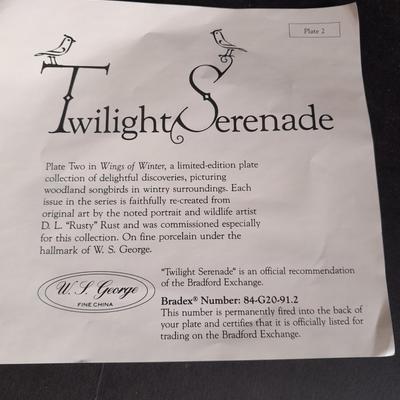 Plate 2
Twilight Serenade
Plate Two in Wings of Winter, a limited-edition plate
collection of delightful discoveries, picturing
woodland songbirds in wintry surroundings. Each
issue in the series is faithfully re-created from
original art by the noted portrait and wildlife artist
D. L. "Rusty" Rust and was commissioned especially
for this collection. On fine porcelain under the
hallmark of W. S. George.
W. S. George
FINE CHINA
"Twilight Serenade" is an official recommendation
of the Bradford Exchange.
Bradex® Number: 84-G20-91.2
This number is permanently fired into the back of
your plate and certifies that it is officially listed for
trading on the Bradford Exchange.